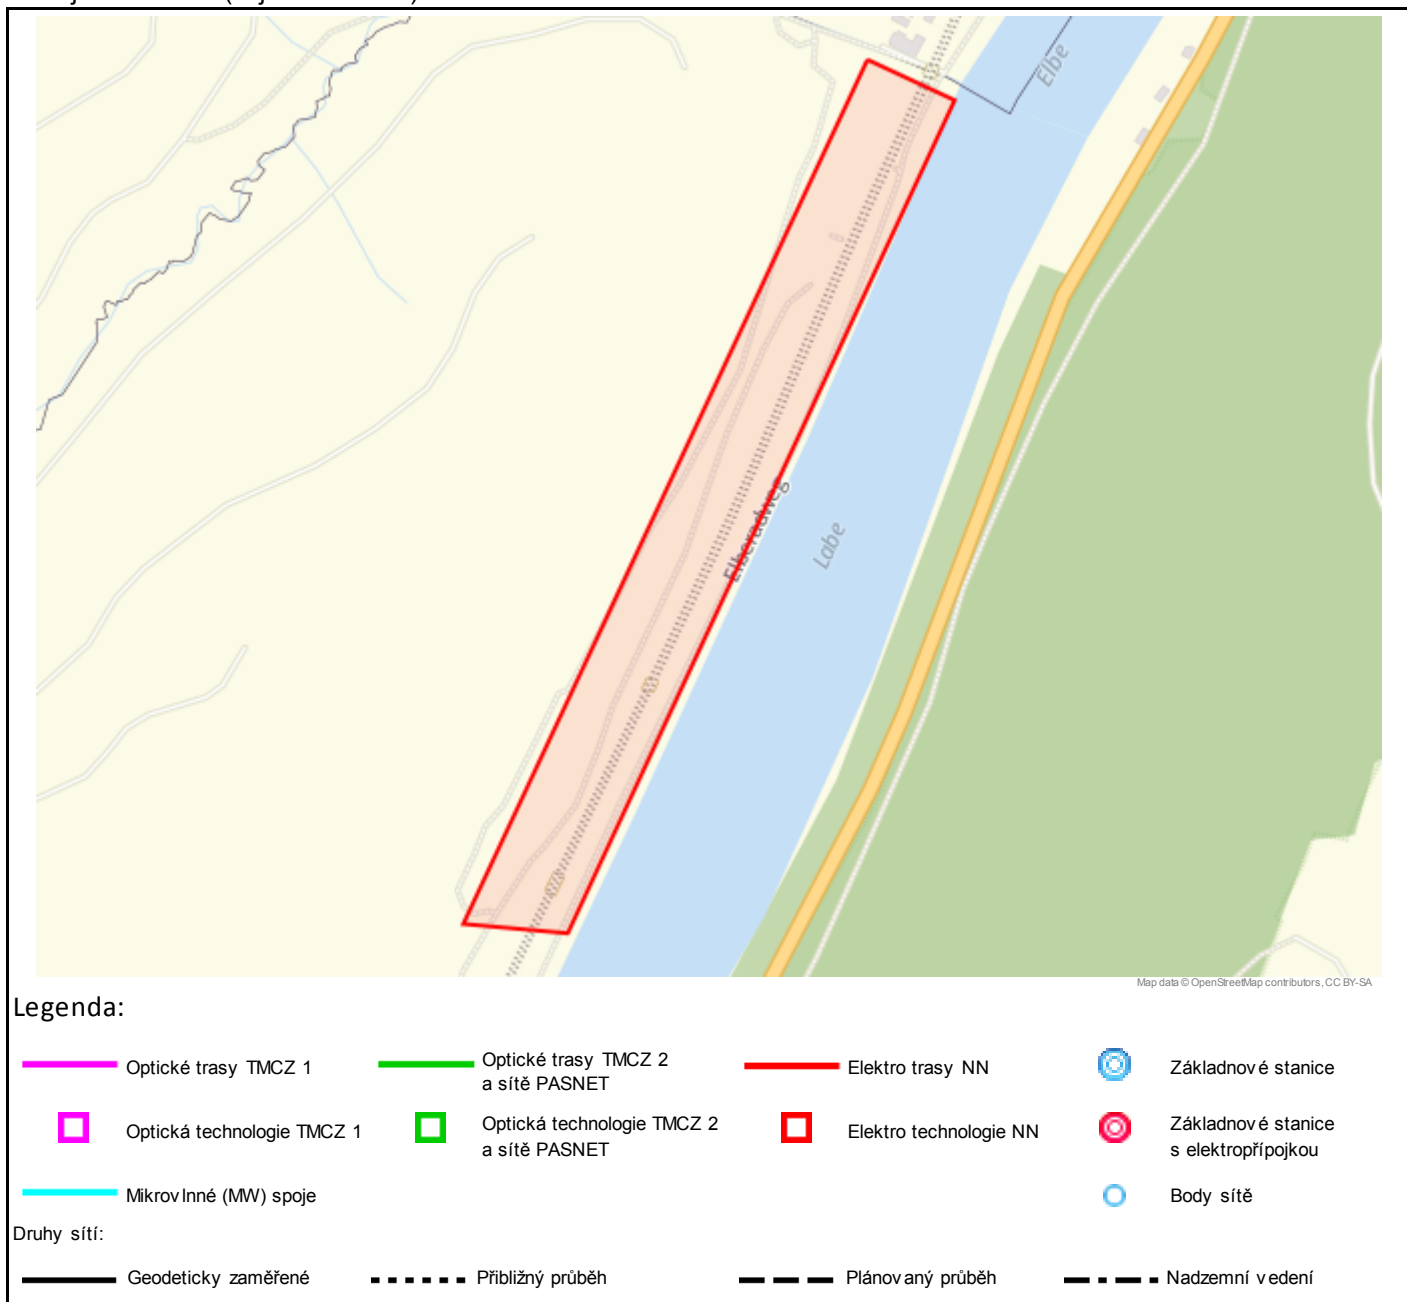 Elbe
Elberadweg
Labe
Map data © OpenStreetMap contributors, CC BY-SA
Legenda:
Optické trasy TMCZ 1
Optické trasy TMCZ 2
a sítě PASNET
Elektro trasy NN
Základnové stanice
Optická technologie TMCZ 1
Optická technologie TMCZ 2
a sítě PASNET
Elektro technologie NN
Základnové stanice
s elektropřípojkou
Mikrovlnné (MW) spoje
Body sítě
Druhy sítí:
Geodeticky zaměřené
Přibližný průběh
Plánovaný průběh
Nadzemní vedení